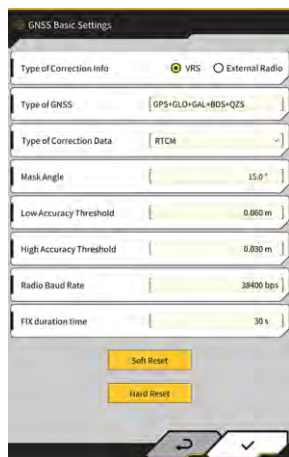 GNSS Basic Settings
Type of Correction Info VRS External Radio
Type of GNSS GPS+GLO+GAL+BDS+QZS
Type of Correction Data RTCM
Mask Angle 15.0°
Low Accuracy Threshold 0.060 m
High Accuracy Threshold 0.030 m
Radio Baud Rate 38400 bps
FIX duration time 30 s
Soft Reset
Hard Reset